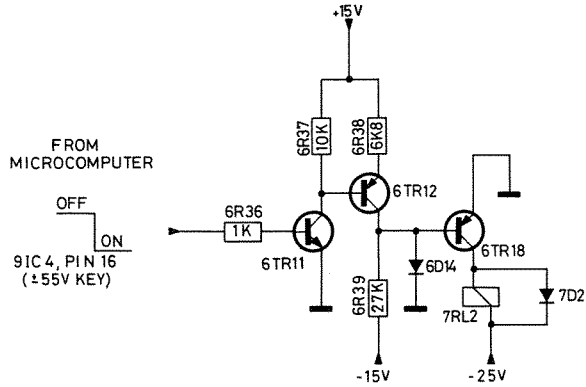 +15V
6R37
10K
6R38
6K8
FROM
MICROCOMPUTER
OFF
ON
9IC4, PIN 16
(±55V KEY)
6R36
1K
6TR11
6TR12
6TR18
6R39
27K
6D14
7RL2
7D2
-15V
-25V